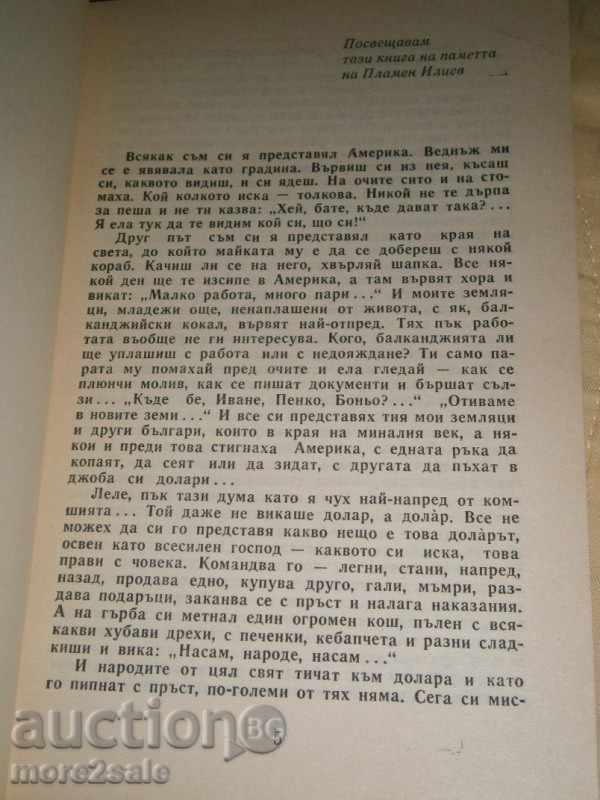 Посвещавам
тази книга на паметта
на Пламен Илиев
Всякак съм си я представял Америка. Веднъж ми
се е явявала като градина. Вървиш си из нея, късаш
си, каквото видиш, и си ядеш. На очите сито и на сто-
маха. Кой колкото иска — толкова. Никой не те дърпа
за пеша и не ти казва: „Хей, бате, къде дават така?...
Я ела тук да те видим кой си, що си!"
Друг път съм си я представял като края на
света, до който майката му е да се добереш с някой
кораб. Качиш ли се на него, хвърляй шапка. Все ня-
кой ден ще те изсипе в Америка, а там вървят хора и
викат: „Малко работа, много пари..." И моите земля-
ци, младежи още, ненаплашени от живота, с як, бал-
канджийски кокал, вървят най-отпред. Тях пък рабо-
тата въобще не ги интересува. Кого, балканджията ли
ще уплашиш с работа или с недояждане? Ти само па-
рата му помахай пред очите и ела гледай — как се
плюнчи молив, как се пишат документи и бършат съл-
зи... „Къде бе, Иване, Пенко, Боньо?..." „Отиваме
в новите земи..." И все си представях тия мои земляци
и други българи, които в края на миналия век, а ня-
кои и преди това стигнаха Америка, с едната ръка да
копаят, да сеят или да зидат, с другата да пъхат в
джоба си долари...
Леле, пък тази дума като я чух най-напред от ком-
шията... Той даже не викаше долар, а долàр. Все не
можех да си го представя какво нещо е това долàрът,
освен като всесилен господ — каквото си иска, това
прави с човека. Командва го — легни, стани, напред,
назад, продава едно, купува друго, гали, мъмри, раз-
дава подаръци, заканва се с пръст и налага наказания.
А на гърба си метнал един огромен кош, пълен с вся-
какви хубави дрехи, с печенки, кебапчета и разни слад-
киши и вика: „Насам, народе, насам..."
И народите от цял свят тичат към долара и като
го пипнат с пръст, по-големи от тях няма. Сега си мис-
5
auctionBG
more2sale